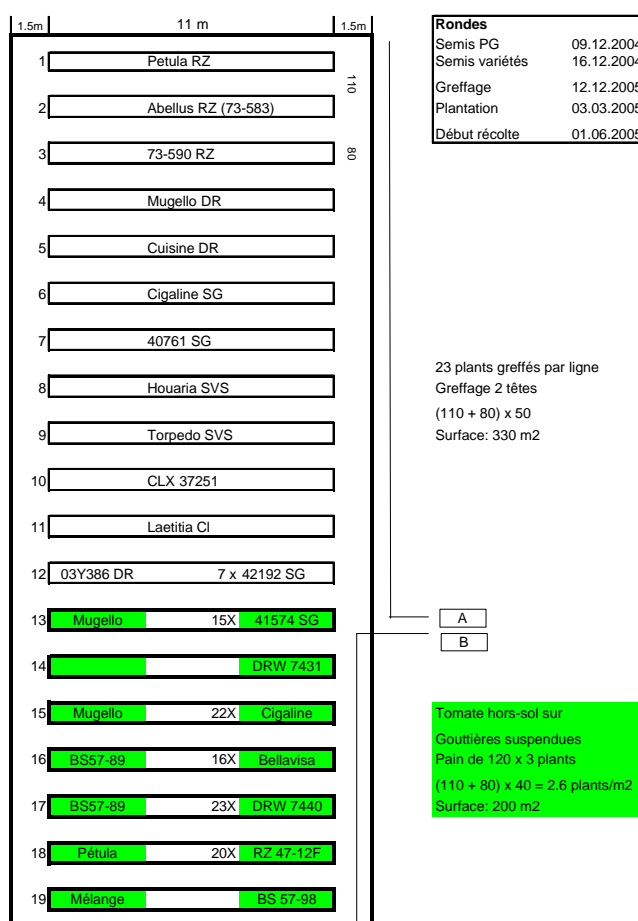 1.5m 11 m 1.5m
1 Petula RZ
110
2 Abellus RZ (73-583)
80
3 73-590 RZ
4 Mugello DR
5 Cuisine DR
6 Cigaline SG
7 40761 SG
8 Houaria SVS
9 Torpedo SVS
10 CLX 37251
11 Laetitia Cl
12 03Y386 DR 7 x 42192 SG
13 Mugello 15X 41574 SG
14 DRW 7431
15 Mugello 22X Cigaline
16 BS57-89 16X Bellavisa
17 BS57-89 23X DRW 7440
18 Pétula 20X RZ 47-12F
19 Mélange BS 57-98
Rondes
Semis PG 09.12.2004
Semis variétés 16.12.2004
Greffage 12.12.2005
Plantation 03.03.2005
Début récolte 01.06.2005
23 plants greffés par ligne
Greffage 2 têtes
(110 + 80) x 50
Surface: 330 m2
A
B
Tomate hors-sol sur
Gouttières suspendues
Pain de 120 x 3 plants
(110 + 80) x 40 = 2.6 plants/m2
Surface: 200 m2